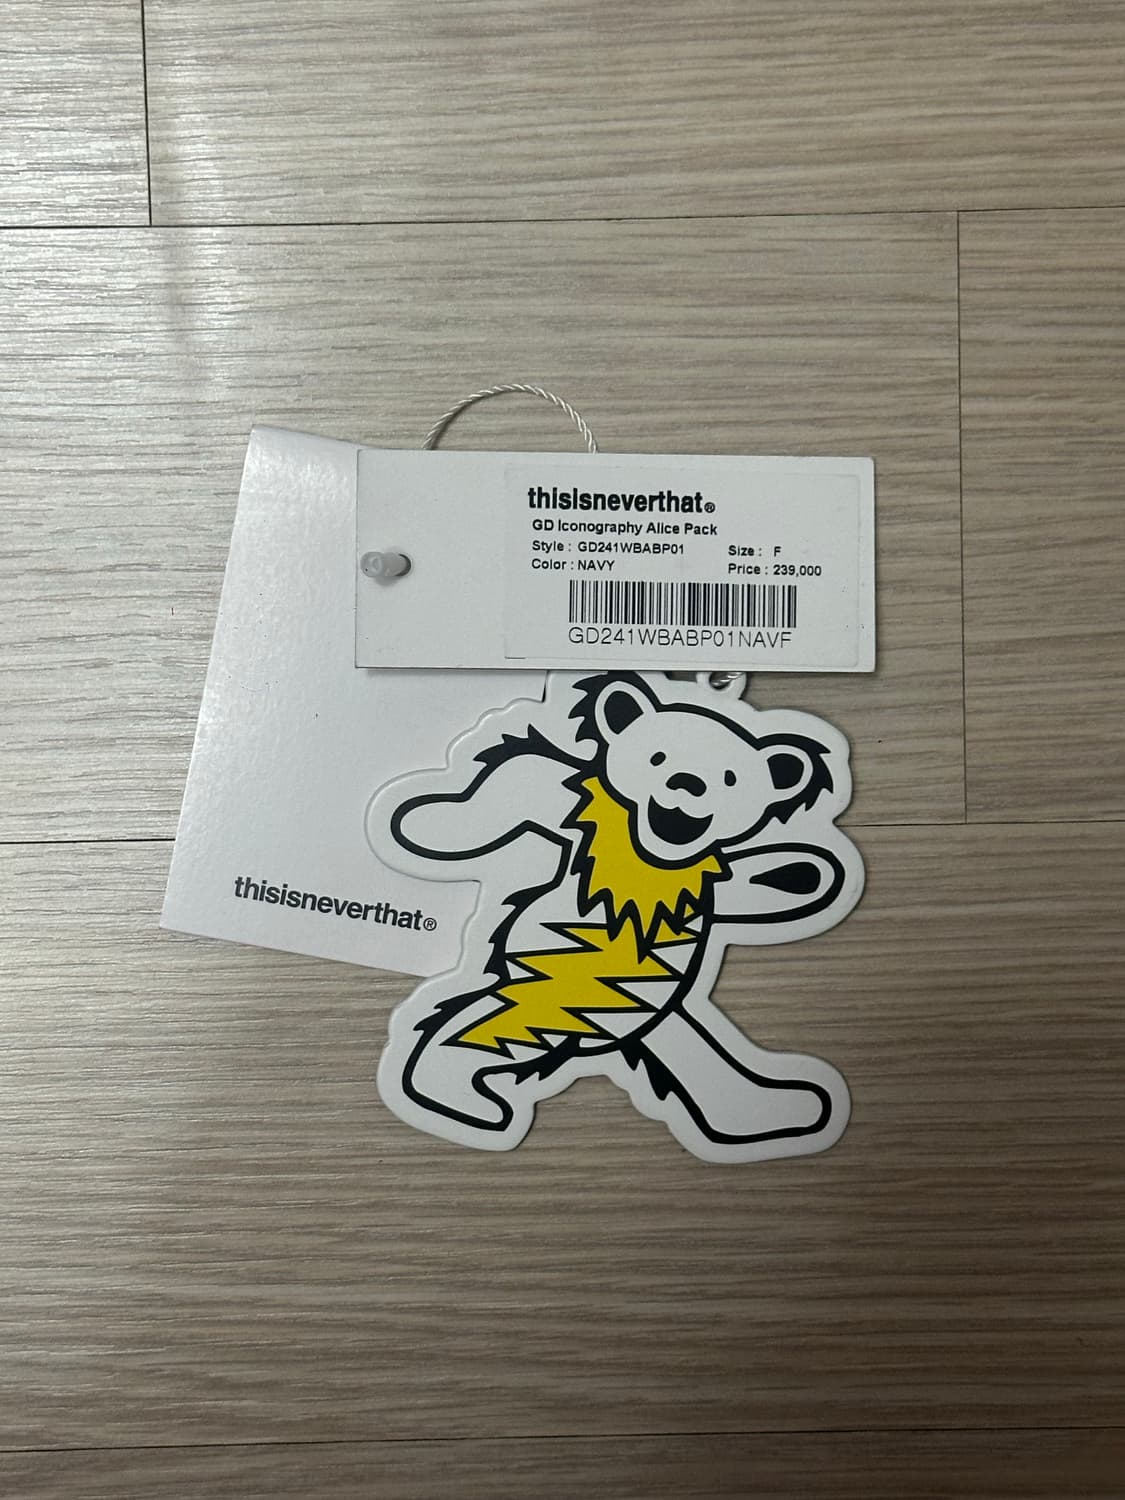 thisIsneverthat®
GD Iconography Alice Pack
Style : GD241WBABP01 Size : F
Color : NAVY Price : 239,000
GD241WBABP01NAVF
thisisneverthat®